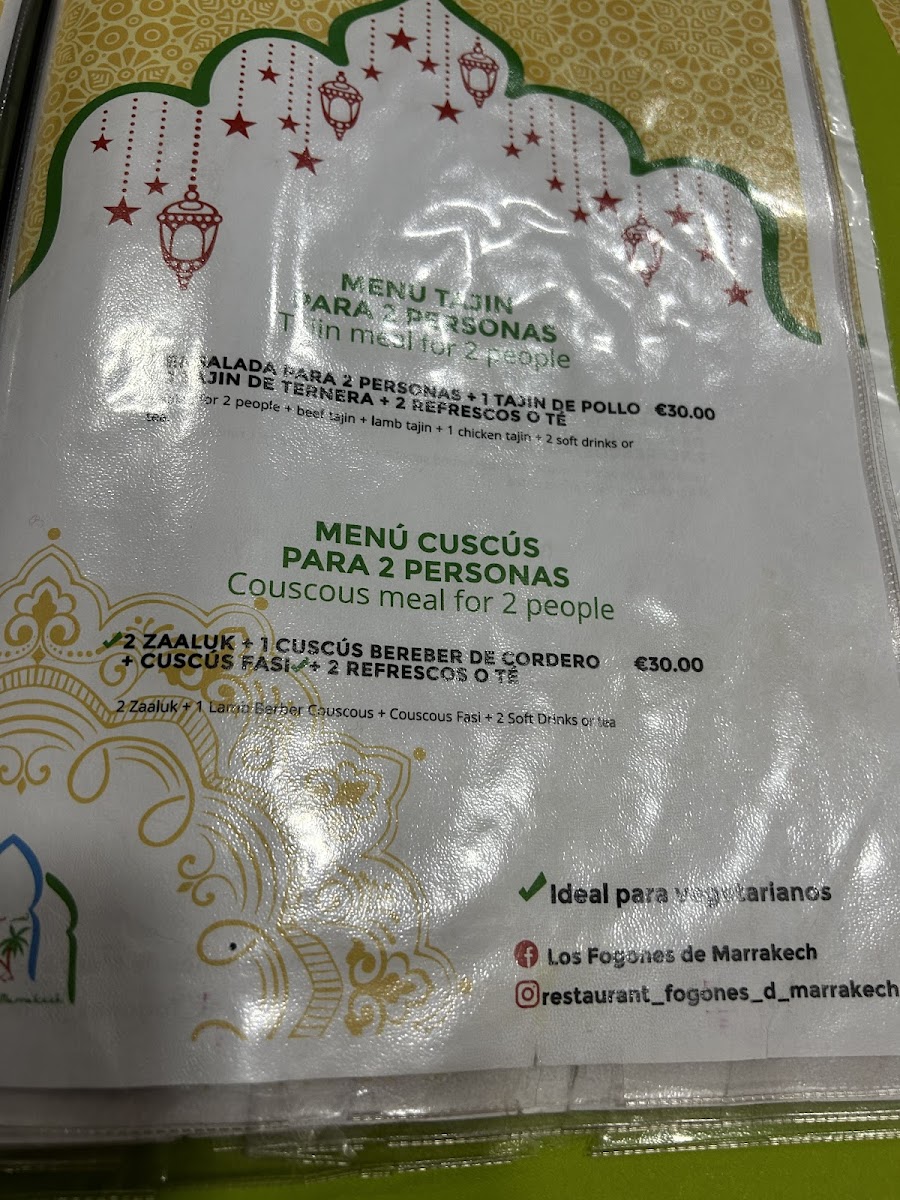 MENU TAJIN
PARA 2 PERSONAS
Tajin meal for 2 people
ENSALADA PARA 2 PERSONAS + 1 TAJIN DE POLLO €30.00
TAJIN DE TERNERA + 2 REFRESCOS O TÉ
for 2 people + beef tajin + lamb tajin + 1 chicken tajin + 2 soft drinks or
tea
MENÚ CUSCÚS
PARA 2 PERSONAS
Couscous meal for 2 people
✓2 ZAALUK + 1 CUSCÚS BEREBER DE CORDERO €30.00
+ CUSCÚS FASI✓+ 2 REFRESCOS O TÉ
2 Zaaluk + 1 Lamb Berber Couscous + Couscous Fasi + 2 Soft Drinks or tea
✓Ideal para vegetarianos
Los Fogones de Marrakech
restaurant_fogones_d_marrakech